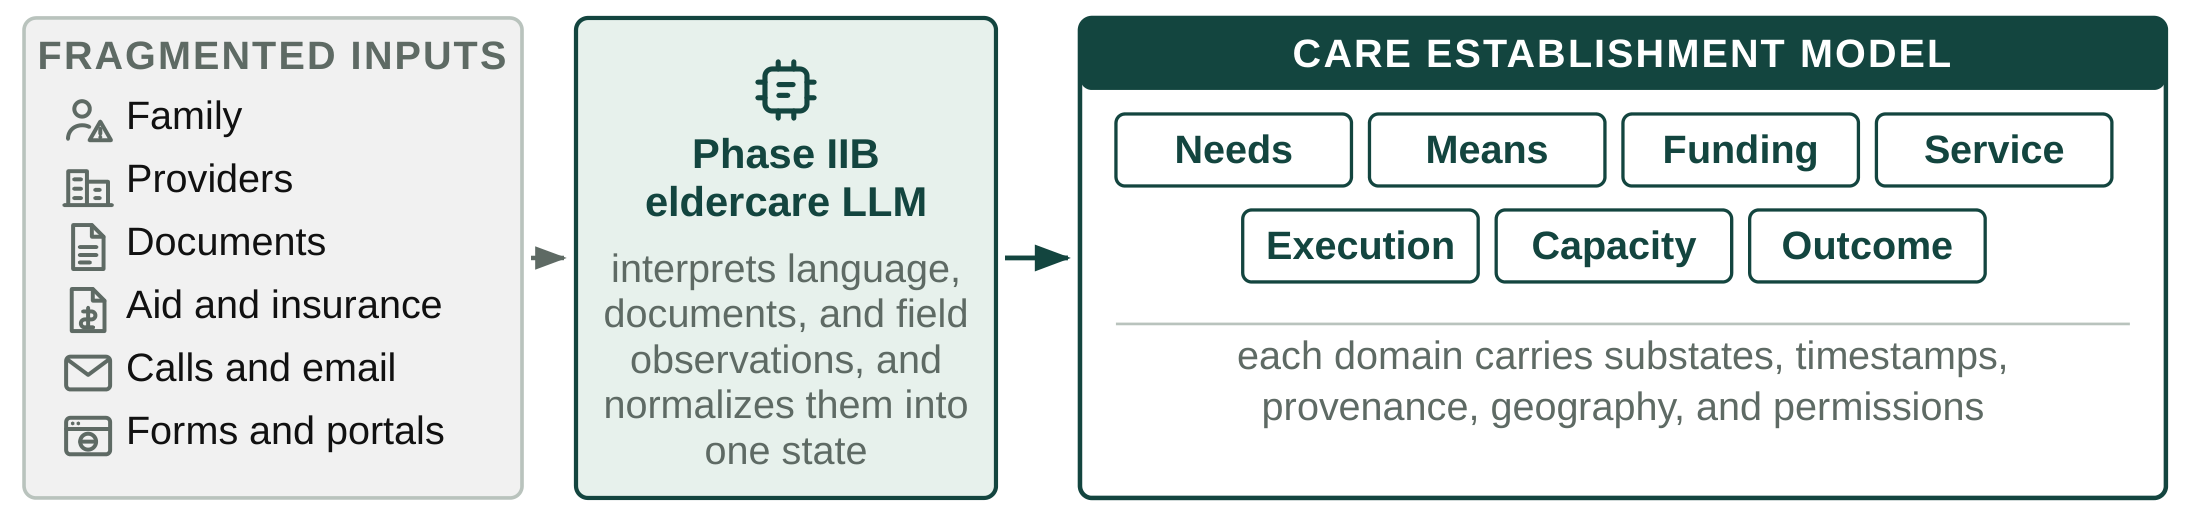 FRAGMENTED INPUTS
Family
Providers
Documents
Aid and insurance
Calls and email
Forms and portals
Phase IIB
eldercare LLM
interprets language,
documents, and field
observations, and
normalizes them into
one state
CARE ESTABLISHMENT MODEL
Needs
Means
Funding
Service
Execution
Capacity
Outcome
each domain carries substates, timestamps,
provenance, geography, and permissions